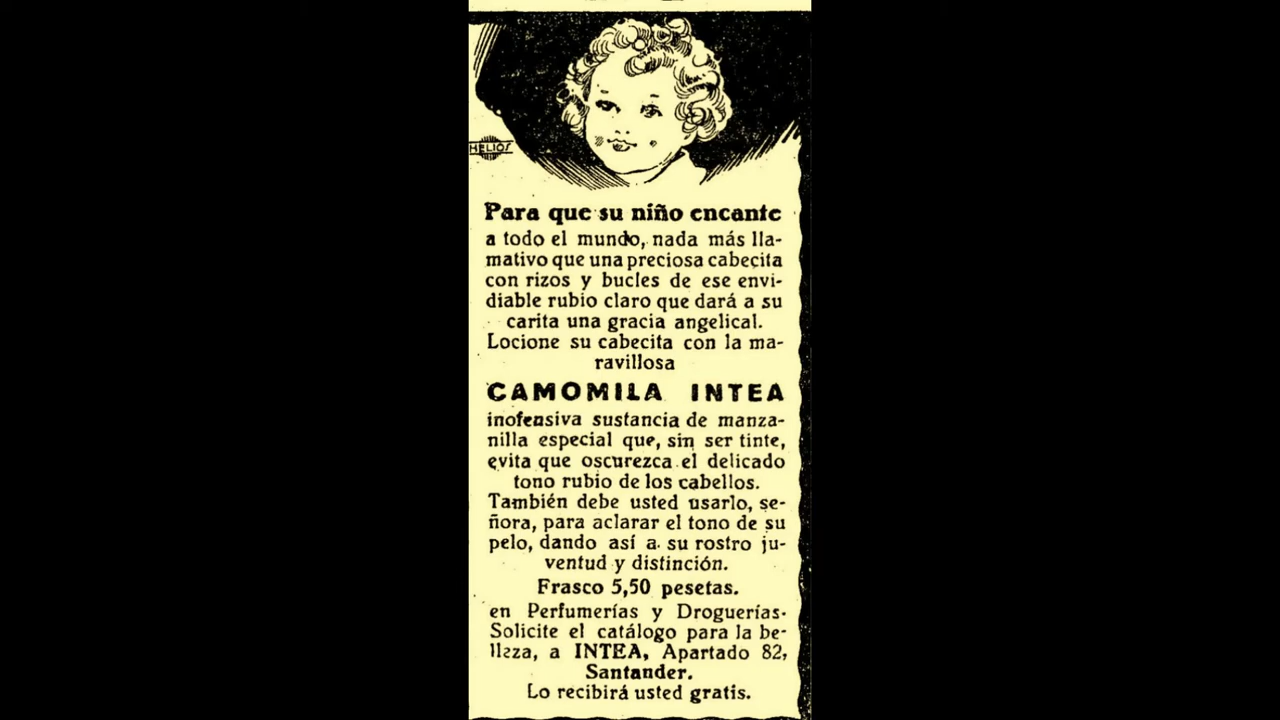 HELIOS
Para que su niño encante
a todo el mundo, nada más lla-
mativo que una preciosa cabecita
con rizos y bucles de ese envi-
diable rubio claro que dará a su
carita una gracia angelical.
Locione su cabecita con la ma-
ravillosa
CAMOMILA INTEA
inofensiva sustancia de manza-
nilla especial que, sin ser tinte,
evita que oscurezca el delicado
tono rubio de los cabellos.
También debe usted usarlo, se-
ñora, para aclarar el tono de su
pelo, dando así a su rostro ju-
ventud y distinción.
Frasco 5,50 pesetas.
en Perfumerías y Droguerías.
Solicite el catálogo para la be-
lleza, a INTEA, Apartado 82,
Santander.
Lo recibirá usted gratis.